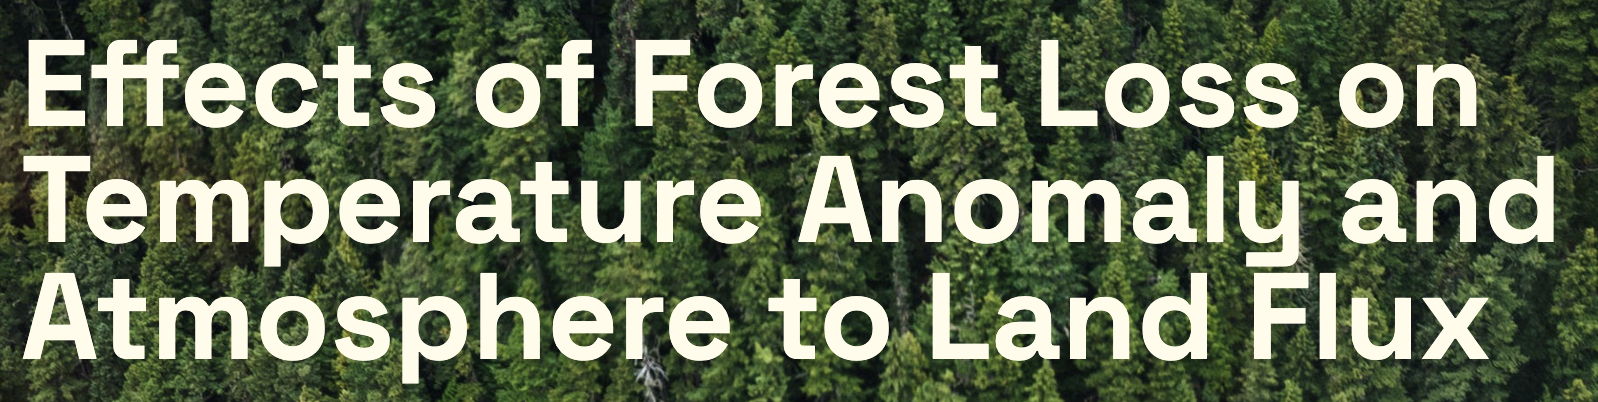 Effects of Forest Loss on
Temperature Anomaly and
Atmosphere to Land Flux